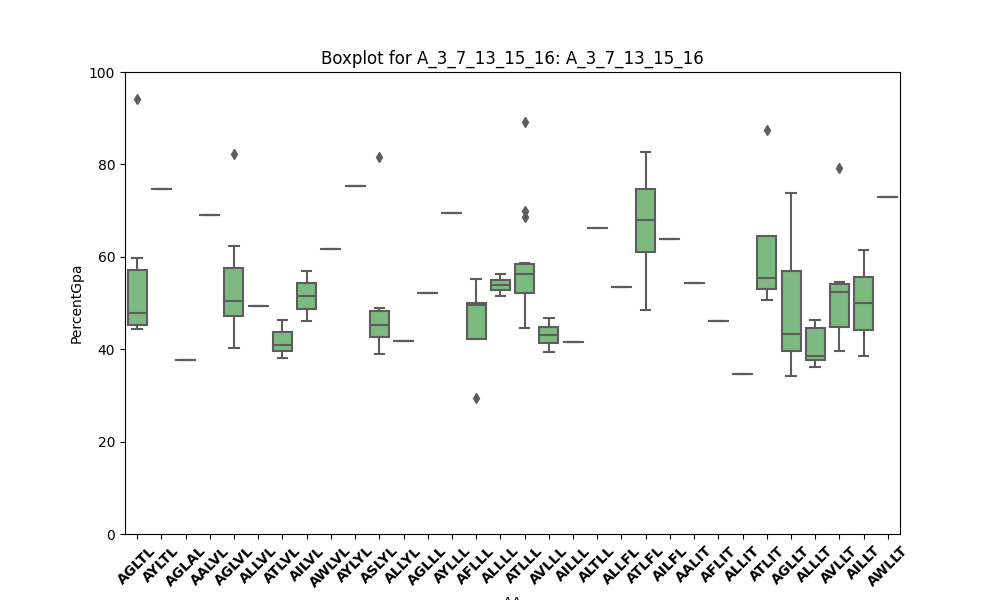 Boxplot for A_3_7_13_15_16: A_3_7_13_15_16
100
80
60
40
20
0
PercentGpa
AGLTL
AYLTL
AGLAL
AALVL
AGLVL
ALLVL
ATLVL
AILVL
AWLVL
AYLYL
ASLYL
ALLYL
AGLLL
AYLLL
AFLLL
ALLLL
ATLLL
AVLLL
AILLL
ALTLL
ALLFL
ATLFL
AILFL
AALIT
AFLIT
ALLIT
ATLIT
AGLLT
ALLLT
AVLLT
AILLT
AWLLT